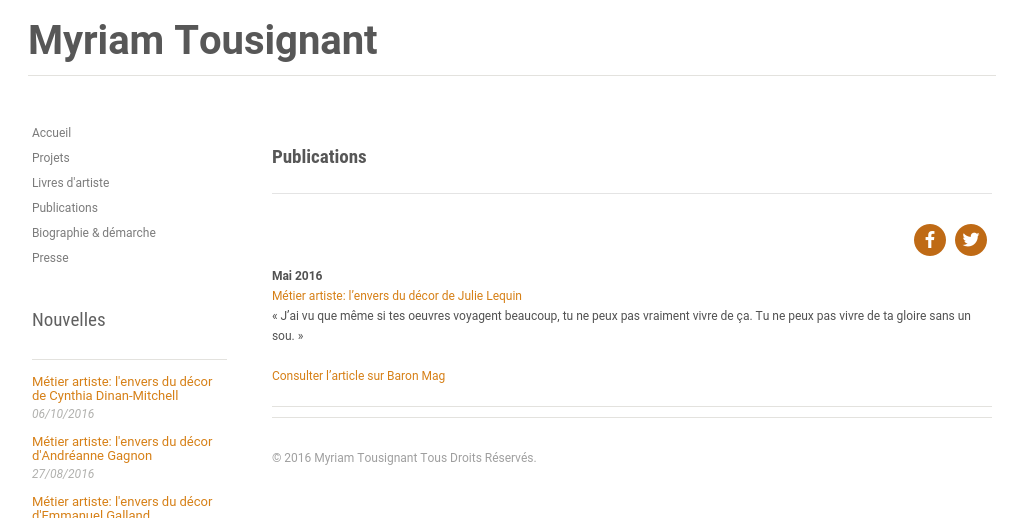 Myriam Tousignant
Accueil
Projets
Livres d'artiste
Publications
Biographie & démarche
Presse
Nouvelles
Métier artiste: l'envers du décor
de Cynthia Dinan-Mitchell
06/10/2016
Métier artiste: l'envers du décor
d'Andréanne Gagnon
27/08/2016
Métier artiste: l'envers du décor
d'Emmanuel Galland
Publications
Mai 2016
Métier artiste: l’envers du décor de Julie Lequin
« J’ai vu que même si tes oeuvres voyagent beaucoup, tu ne peux pas vraiment vivre de ça. Tu ne peux pas vivre de ta gloire sans un
sou. »
Consulter l’article sur Baron Mag
© 2016 Myriam Tousignant Tous Droits Réservés.